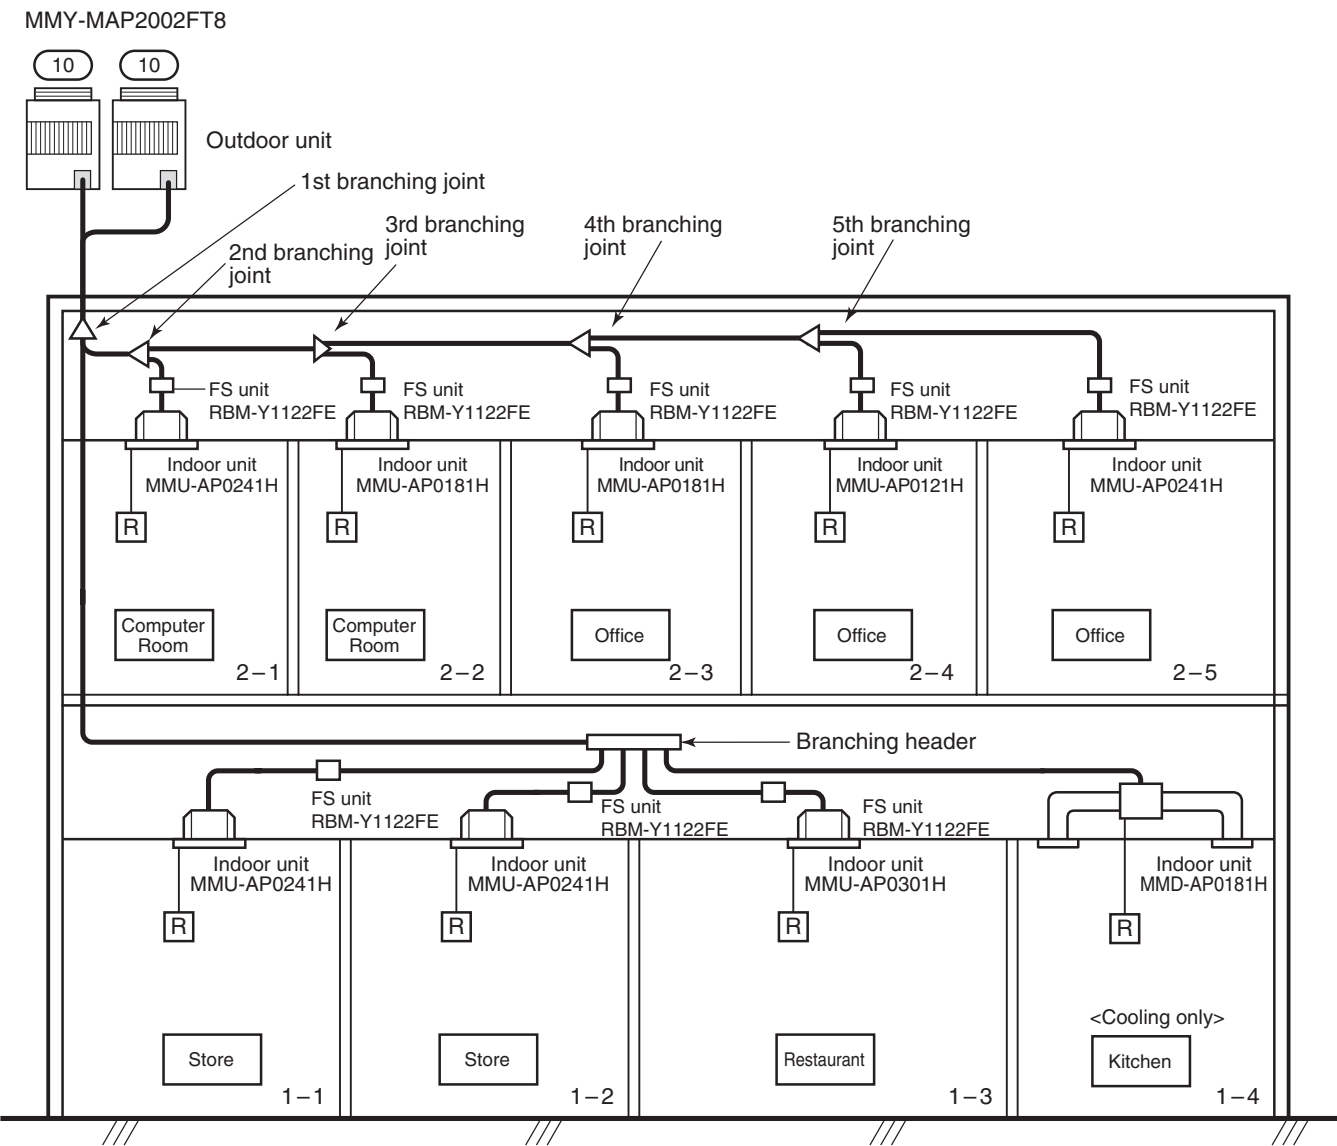 MMY-MAP2002FT8
10
10
Outdoor unit
1st branching joint
2nd branching
joint
3rd branching
joint
4th branching
joint
5th branching
joint
FS unit
RBM-Y1122FE
FS unit
RBM-Y1122FE
FS unit
RBM-Y1122FE
FS unit
RBM-Y1122FE
FS unit
RBM-Y1122FE
Indoor unit
MMU-AP0241H
Indoor unit
MMU-AP0181H
Indoor unit
MMU-AP0181H
Indoor unit
MMU-AP0121H
Indoor unit
MMU-AP0241H
R
R
R
R
R
Computer
Room
Computer
Room
Office
Office
Office
2–1
2–2
2–3
2–4
2–5
Branching header
FS unit
RBM-Y1122FE
FS unit
RBM-Y1122FE
FS unit
RBM-Y1122FE
Indoor unit
MMU-AP0241H
Indoor unit
MMU-AP0241H
Indoor unit
MMU-AP0301H
Indoor unit
MMD-AP0181H
R
R
R
R
<Cooling only>
Store
Store
Restaurant
Kitchen
1–1
1–2
1–3
1–4